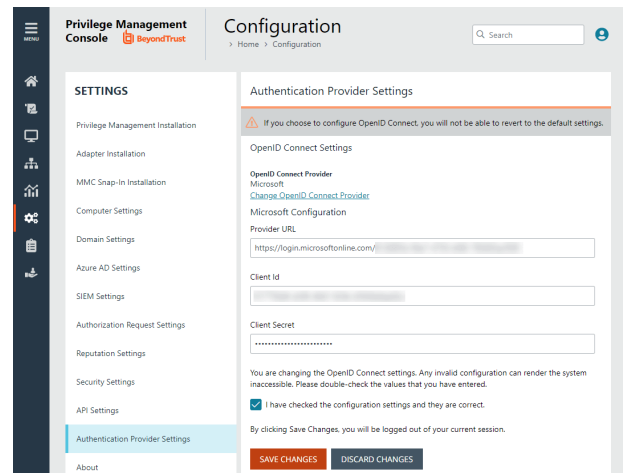 MENU
Privilege Management
Console BeyondTrust
Configuration
> Home > Configuration
Search
SETTINGS
Privilege Management Installation
Adapter Installation
MMC Snap-In Installation
Computer Settings
Domain Settings
Azure AD Settings
SIEM Settings
Authorization Request Settings
Reputation Settings
Security Settings
API Settings
Authentication Provider Settings
About
Authentication Provider Settings
If you choose to configure OpenID Connect, you will not be able to revert to the default settings.
OpenID Connect Settings
OpenID Connect Provider
Microsoft
Change OpenID Connect Provider
Microsoft Configuration
Provider URL
https://login.microsoftonline.com/
Client Id
Client Secret
You are changing the OpenID Connect settings. Any invalid configuration can render the system
inaccessible. Please double-check the values that you have entered.
I have checked the configuration settings and they are correct.
By clicking Save Changes, you will be logged out of your current session.
SAVE CHANGES
DISCARD CHANGES